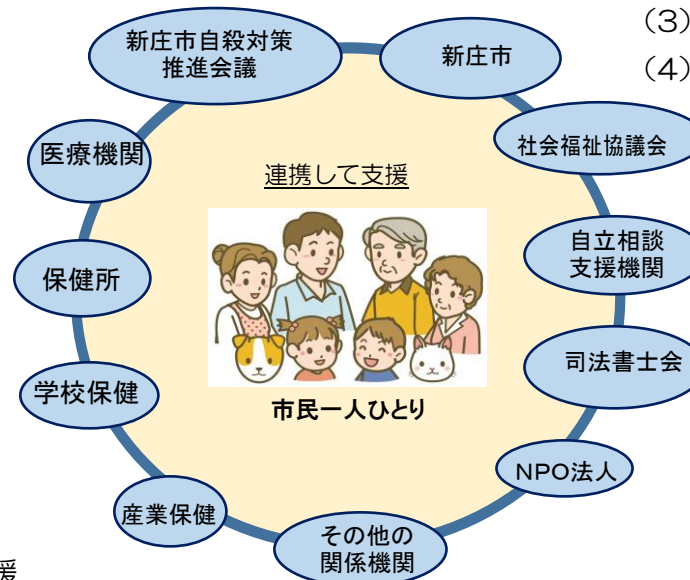 (3)
(4)
新庄市自殺対策
推進会議
新庄市
医療機関
社会福祉協議会
連携して支援
保健所
自立相談
支援機関
学校保健
司法書士会
市民一人ひとり
NPO法人
産業保健
その他の
関係機関
援